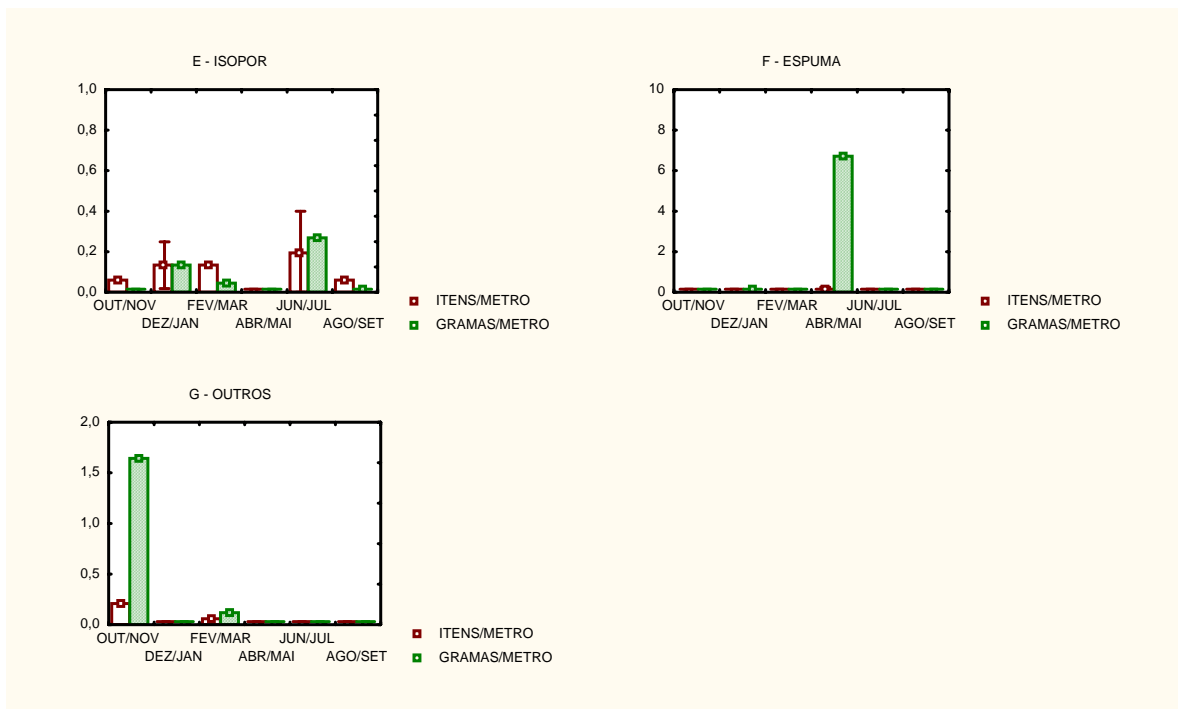 E - ISOPOR
1,0
0,8
0,6
0,4
0,2
0,0
OUT/NOV FEV/MAR JUN/JUL
DEZ/JAN ABR/MAI AGO/SET
ITENS/METRO
GRAMAS/METRO
F - ESPUMA
10
8
6
4
2
0
OUT/NOV FEV/MAR JUN/JUL
DEZ/JAN ABR/MAI AGO/SET
ITENS/METRO
GRAMAS/METRO
G - OUTROS
2,0
1,5
1,0
0,5
0,0
OUT/NOV FEV/MAR JUN/JUL
DEZ/JAN ABR/MAI AGO/SET
ITENS/METRO
GRAMAS/METRO